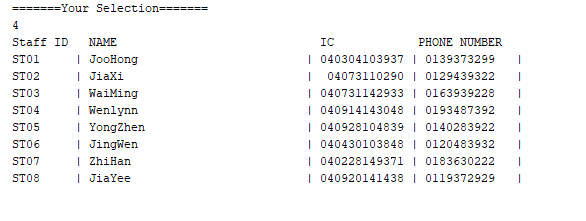 =======Your Selection=======
4
Staff ID   NAME                               IC             PHONE NUMBER
ST01      | JooHong                          | 040304103937 | 0139373299   |
ST02      | JiaXi                            |  04073110290 | 0129439322   |
ST03      | WaiMing                          | 040731142933 | 0163939228   |
ST04      | Wenlynn                          | 040914143048 | 0193487392   |
ST05      | YongZhen                         | 040928104839 | 0140283922   |
ST06      | JingWen                          | 040430103848 | 0120483932   |
ST07      | ZhiHan                           | 040228149371 | 0183630222   |
ST08      | JiaYee                           | 040920141438 | 0119372929   |